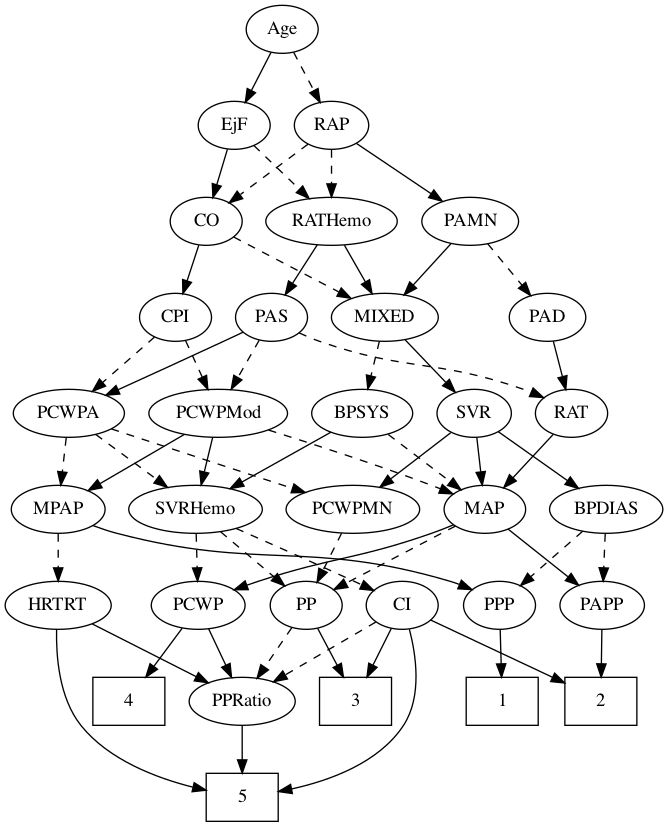 Age
EjF RAP
CO RATHemo PAMN
CPI PAS MIXED PAD
PCWPA PCWPMod BPSYS SVR RAT
MPAP SVRHemo PCWPMN MAP BPDIAS
HRTRT PCWP PP CI PPP PAPP
4 PPRatio 3 1 2
5